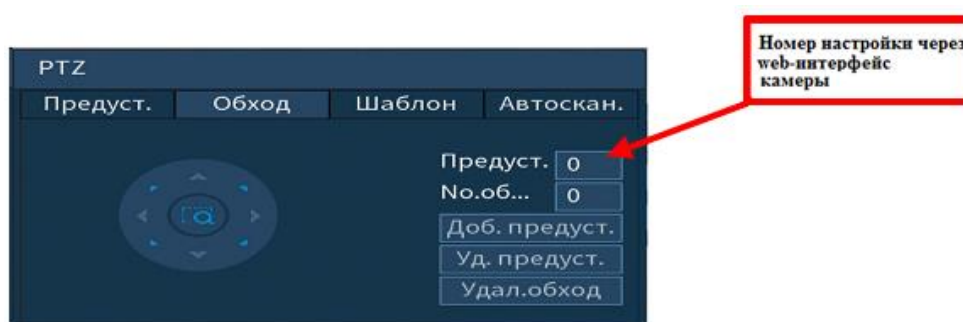 Номер настройки через
web-интерфейс
камеры
PTZ
Предуст. Обход Шаблон Автоскан.
Предуст. 0
No.об... 0
Доб. предуст.
Уд. предуст.
Удал.обход